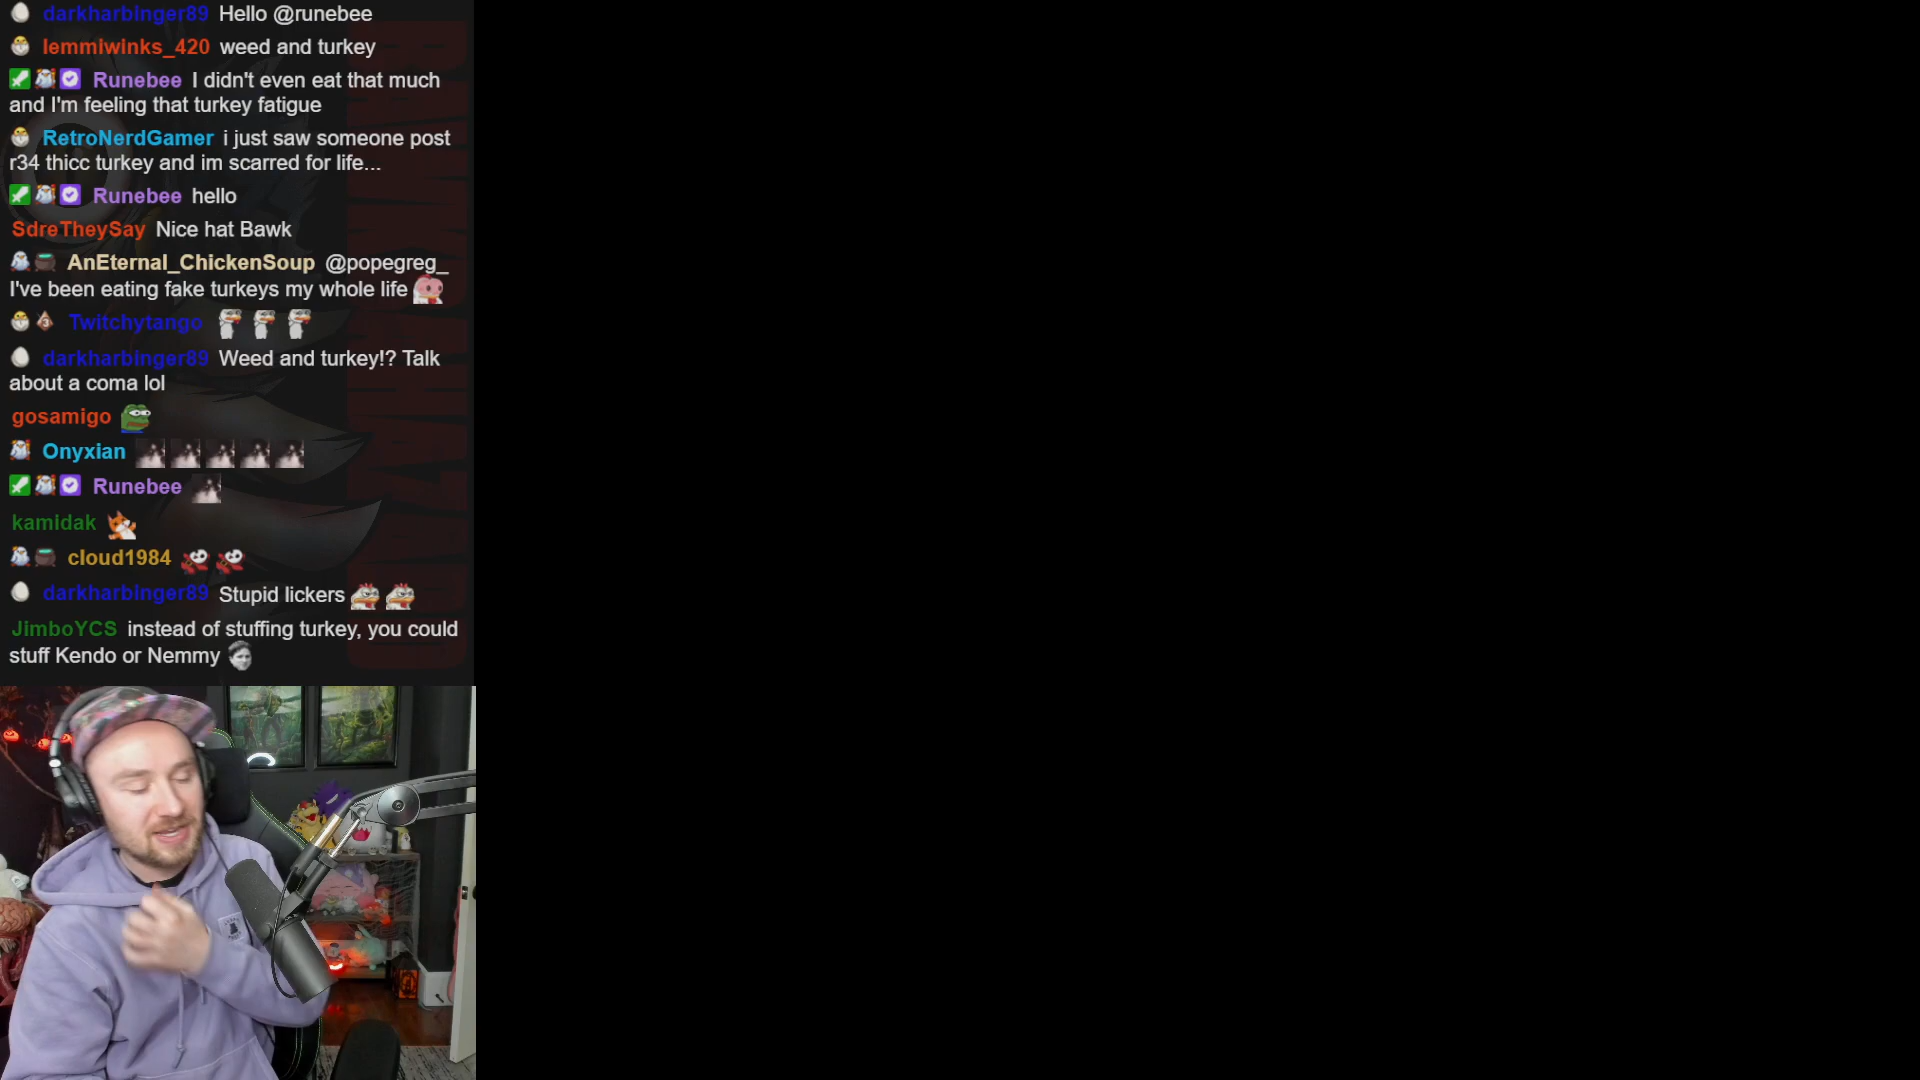 darkharbinger89 Hello @runebee
lemmiwinks_420 weed and turkey
Runebee I didn't even eat that much
and I'm feeling that turkey fatigue
RetroNerdGamer i just saw someone post
r34 thicc turkey and im scarred for life...
Runebee hello
SdreTheySay Nice hat Bawk
AnEternal_ChickenSoup @popegreg_
I've been eating fake turkeys my whole life
Twitchytango
darkharbinger89 Weed and turkey!? Talk
about a coma lol
gosamigo
Onyxian
Runebee
kamidak
cloud1984
darkharbinger89 Stupid lickers
JimboYCS instead of stuffing turkey, you could
stuff Kendo or Nemmy